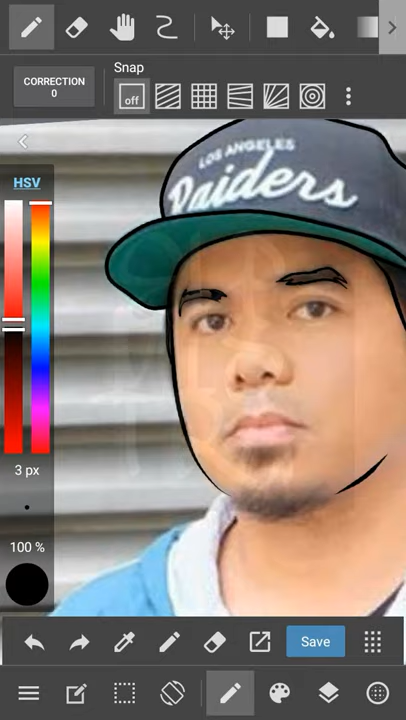 CORRECTION
0
Snap
off
HSV
LOS ANGELES
Raiders
3 px
100 %
Save